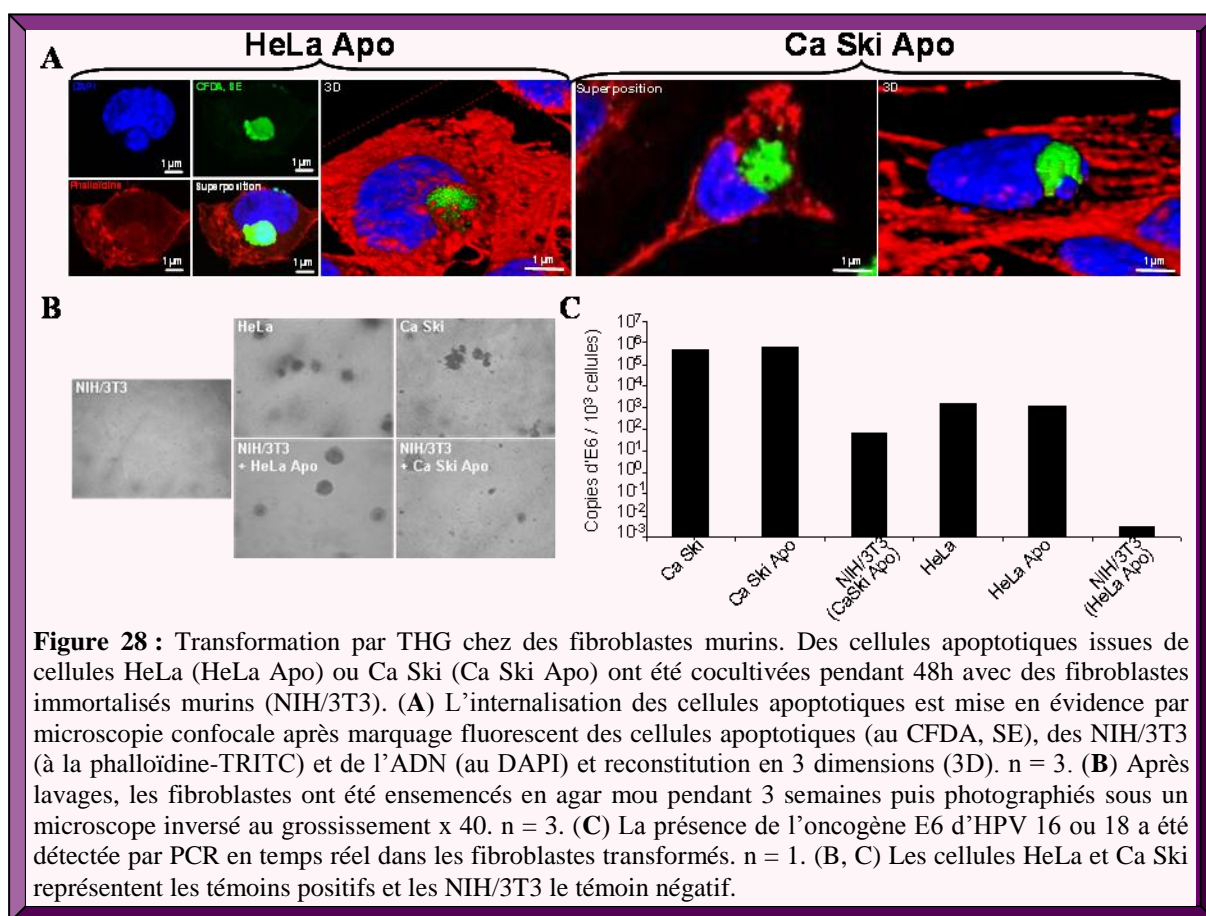 HeLa Apo
Ca Ski Apo
A
DAPI
CFDA, SE
3D
Superposition
3D
1 µm
1 µm
Phalloïdine
Superposition
1 µm
1 µm
1 µm
1 µm
1 µm
B
C
NIH/3T3
HeLa
Ca Ski
NIH/3T3
+ HeLa Apo
NIH/3T3
+ Ca Ski Apo
Copies d'E6 / 10³ cellules)
10⁷
10⁶
10⁵
10⁴
10³
10²
10¹
10⁰
10⁻¹
10⁻²
10⁻³
Ca Ski
Ca Ski Apo
NIH/3T3
(CaSki Apo)
HeLa
HeLa Apo
NIH/3T3
(HeLa Apo)
Figure 28 : Transformation par THG chez des fibroblastes murins. Des cellules apoptotiques issues de
cellules HeLa (HeLa Apo) ou Ca Ski (Ca Ski Apo) ont été cocultivées pendant 48h avec des fibroblastes
immortalisés murins (NIH/3T3). (A) L’internalisation des cellules apoptotiques est mise en évidence par
microscopie confocale après marquage fluorescent des cellules apoptotiques (au CFDA, SE), des NIH/3T3
(à la phalloïdine-TRITC) et de l’ADN (au DAPI) et reconstitution en 3 dimensions (3D). n = 3. (B) Après
lavages, les fibroblastes ont été ensemencés en agar mou pendant 3 semaines puis photographiés sous un
microscope inversé au grossissement x 40. n = 3. (C) La présence de l’oncogène E6 d’HPV 16 ou 18 a été
détectée par PCR en temps réel dans les fibroblastes transformés. n = 1. (B, C) Les cellules HeLa et Ca Ski
représentent les témoins positifs et les NIH/3T3 le témoin négatif.